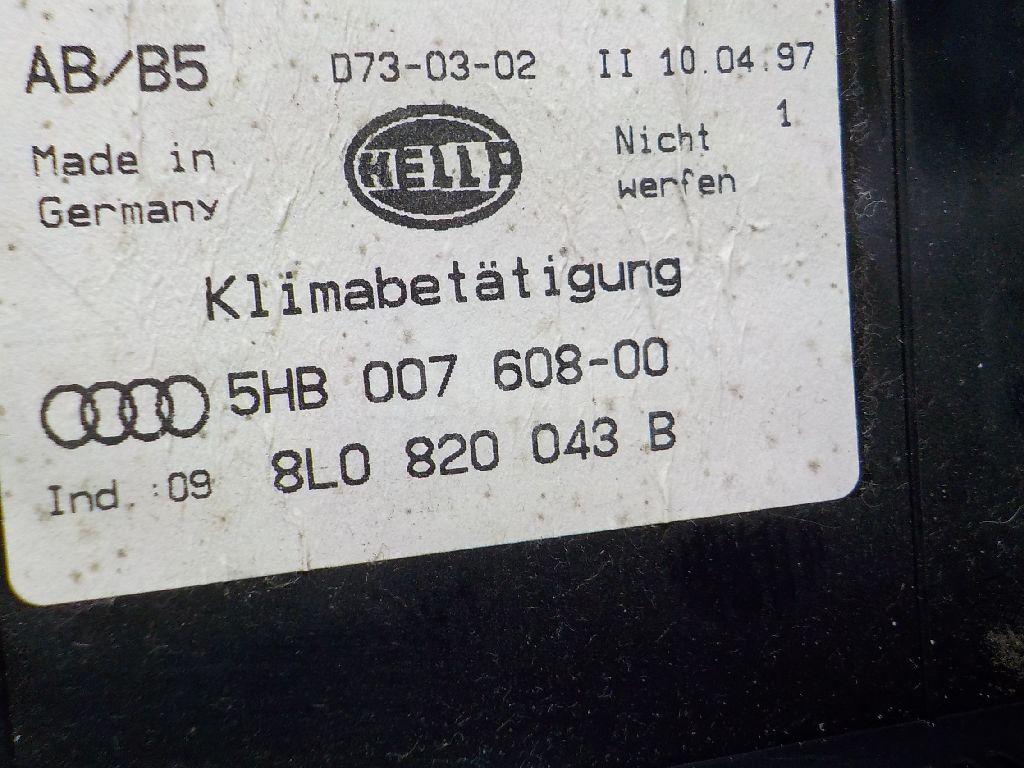 AB/B5 D73-03-02 II 10.04.97
1
Made in Germany
HELLA
Nicht werfen
Klimabetätigung
5HB 007 608-00
Ind.:09 8L0 820 043 B